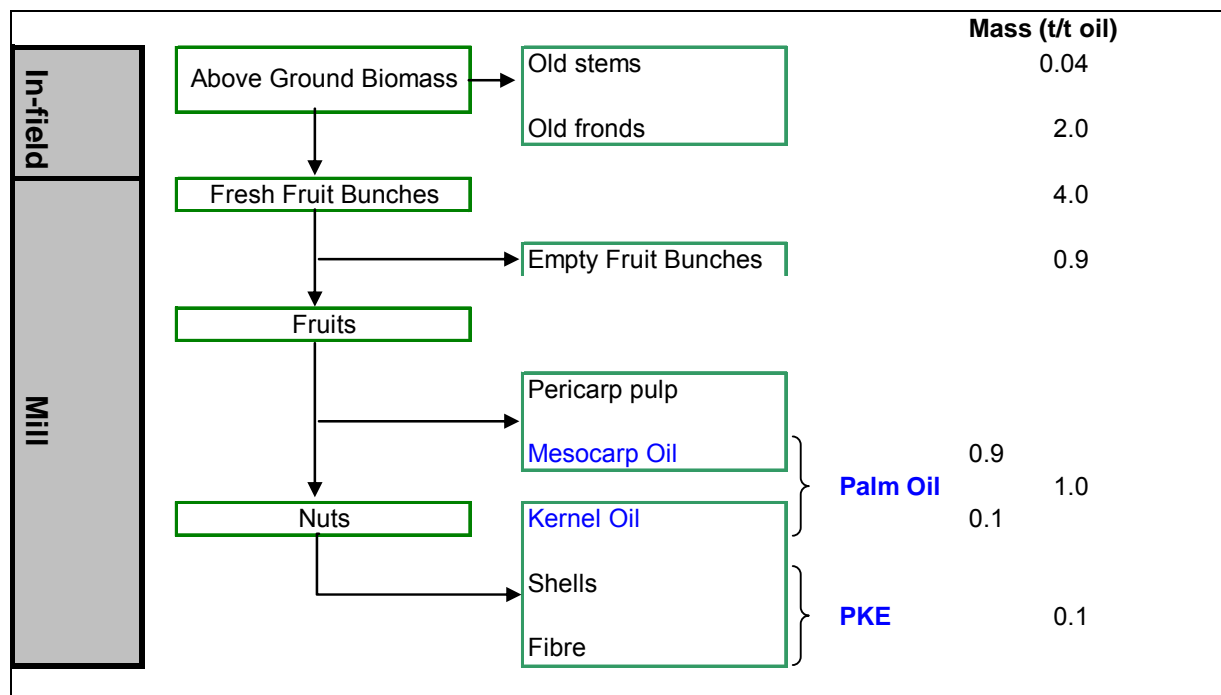 Mass (t/t oil)
In-field
Above Ground Biomass
Old stems
0.04
Old fronds
2.0
Mill
Fresh Fruit Bunches
4.0
Empty Fruit Bunches
0.9
Fruits
Pericarp pulp
Mesocarp Oil
0.9
Palm Oil
1.0
Nuts
Kernel Oil
0.1
Shells
PKE
0.1
Fibre